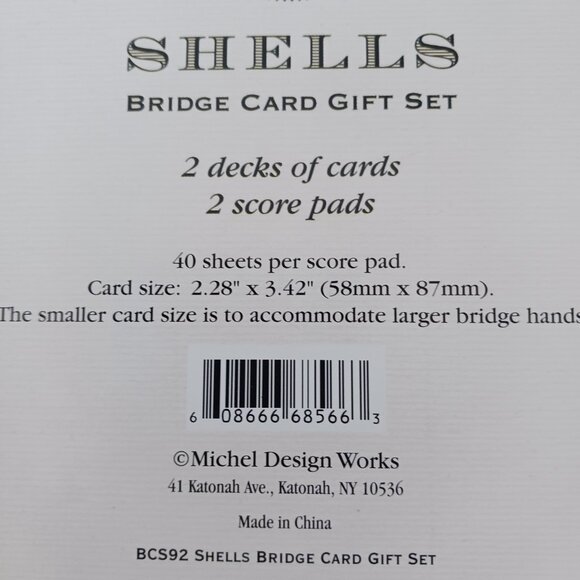 SHELLS
BRIDGE CARD GIFT SET
2 decks of cards
2 score pads
40 sheets per score pad.
Card size: 2.28" x 3.42" (58mm x 87mm).
The smaller card size is to accommodate larger bridge hands
6 08666 68566 3
©Michel Design Works
41 Katonah Ave., Katonah, NY 10536
Made in China
BCS92 SHELLS BRIDGE CARD GIFT SET